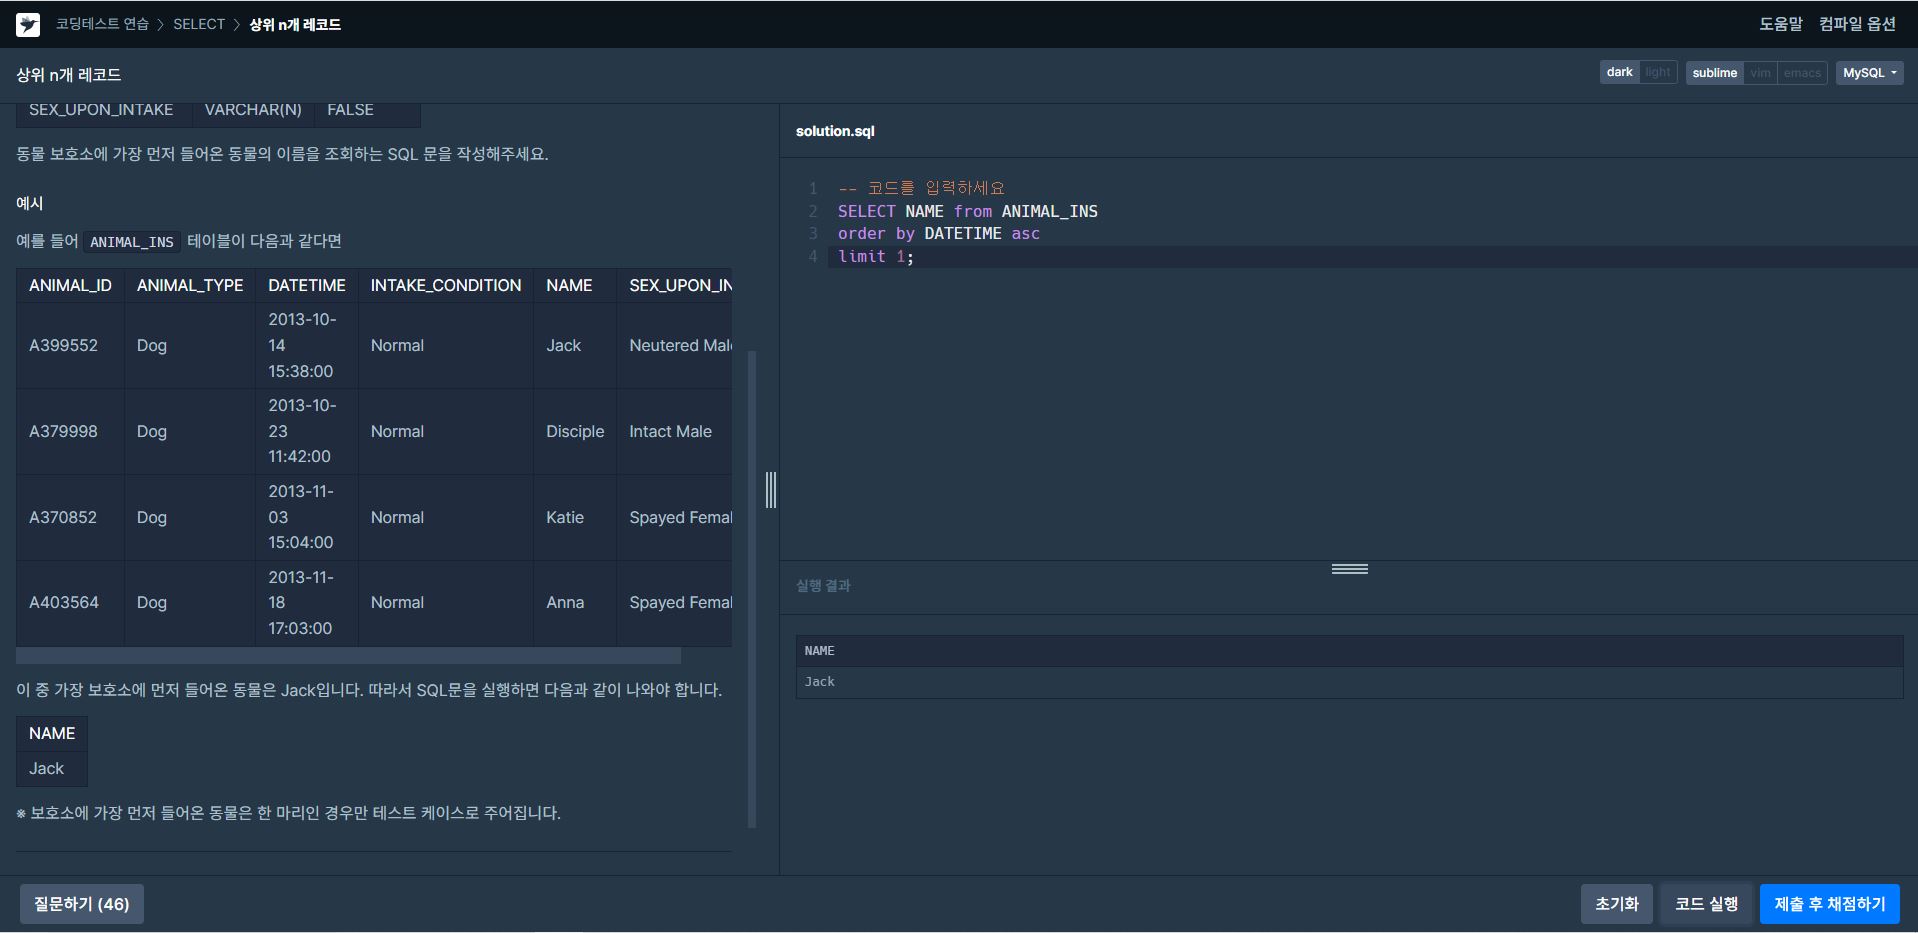 코딩테스트 연습 > SELECT > 상위 n개 레코드
도움말 컴파일 옵션
상위 n개 레코드
dark light sublime vim emacs MySQL
SEX_UPON_INTAKE VARCHAR(N) FALSE
동물 보호소에 가장 먼저 들어온 동물의 이름을 조회하는 SQL 문을 작성해주세요.
예시
예를 들어 ANIMAL_INS 테이블이 다음과 같다면
ANIMAL_ID ANIMAL_TYPE DATETIME INTAKE_CONDITION NAME SEX_UPON_IN
A399552 Dog 2013-10-14 15:38:00 Normal Jack Neutered Mal
A379998 Dog 2013-10-23 11:42:00 Normal Disciple Intact Male
A370852 Dog 2013-11-03 15:04:00 Normal Katie Spayed Femal
A403564 Dog 2013-11-18 17:03:00 Normal Anna Spayed Femal
이 중 가장 보호소에 먼저 들어온 동물은 Jack입니다. 따라서 SQL문을 실행하면 다음과 같이 나와야 합니다.
NAME
Jack
※ 보호소에 가장 먼저 들어온 동물은 한 마리인 경우만 테스트 케이스로 주어집니다.
질문하기 (46)
solution.sql
1 -- 코드를 입력하세요
2 SELECT NAME from ANIMAL_INS
3 order by DATETIME asc
4 limit 1;
실행 결과
NAME
Jack
초기화 코드 실행 제출 후 채점하기